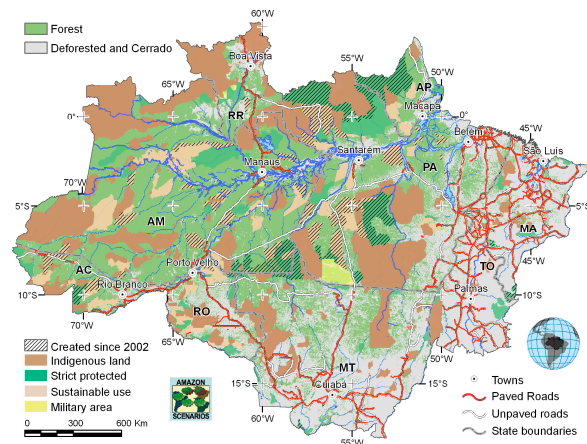 60°W
Forest
Deforested and Cerrado
Boa Vista
55°W
65°W
AP
50°W
RR
Macapá
0°
0°
Belém
45°W
São Luis
Santarém
Manaus
PA
70°W
5°S
AM
5°S
MA
AC
Porto Velho
TO
45°W
10°S
Rio Branco
Palmas
10°S
70°W
RO
Created since 2002
65°W
50°W
Indigenous land
MT
Strict protected
Sustainable use
AMAZON
SCENARIOS
15°S
Cuiabá
15°S
Towns
Military area
60°W
Paved Roads
0 300 600 Km
Unpaved roads
State boundaries
55°W